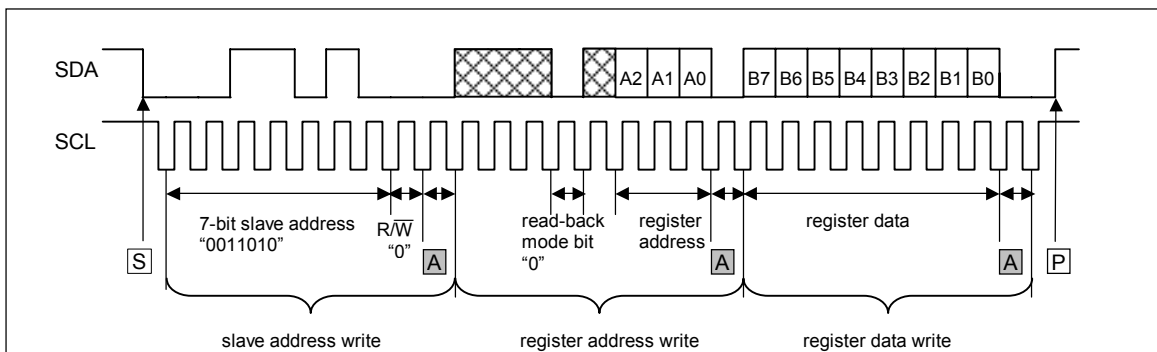 SDA
A2 A1 A0 B7 B6 B5 B4 B3 B2 B1 B0
SCL
7-bit slave address
“0011010”
R/W̅
“0”
read-back
mode bit
“0”
register
address
register data
S
A
A
A
P
slave address write
register address write
register data write